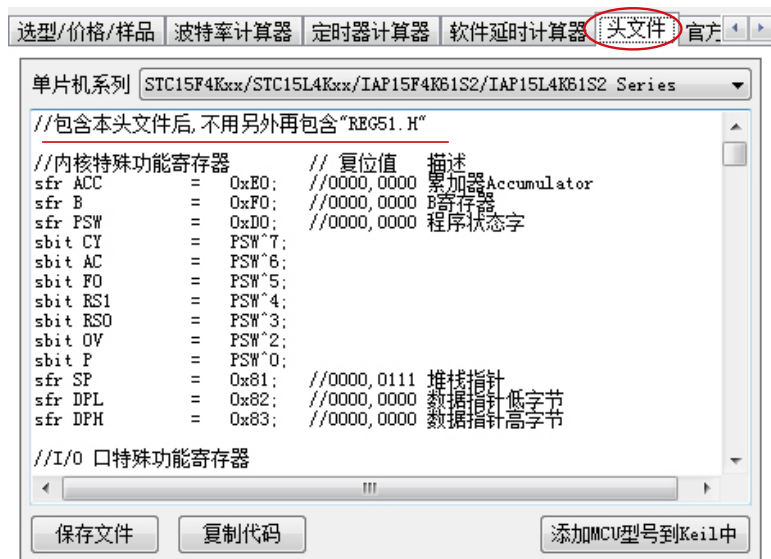 选型/价格/样品 波特率计算器 定时器计算器 软件延时计算器 头文件 官方
单片机系列 STC15F4Kxx/STC15L4Kxx/IAP15F4K61S2/IAP15L4K61S2 Series
//包含本头文件后,不用另外再包含"REG51.H"
//内核特殊功能寄存器 // 复位值 描述
sfr ACC = 0xE0; //0000,0000 累加器Accumulator
sfr B = 0xF0; //0000,0000 B寄存器
sfr PSW = 0xD0; //0000,0000 程序状态字
sbit CY = PSW^7;
sbit AC = PSW^6;
sbit F0 = PSW^5;
sbit RS1 = PSW^4;
sbit RS0 = PSW^3;
sbit OV = PSW^2;
sbit P = PSW^0;
sfr SP = 0x81; //0000,0111 堆栈指针
sfr DPL = 0x82; //0000,0000 数据指针低字节
sfr DPH = 0x83; //0000,0000 数据指针高字节
//I/O 口特殊功能寄存器
保存文件 复制代码 添加MCU型号到Keil中